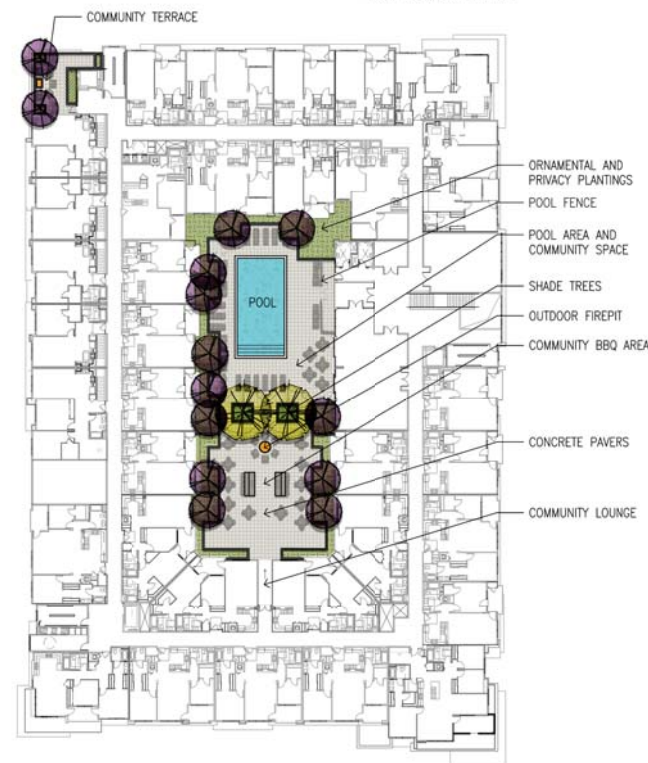 COMMUNITY TERRACE
ORNAMENTAL AND
PRIVACY PLANTINGS
POOL FENCE
POOL AREA AND
COMMUNITY SPACE
SHADE TREES
OUTDOOR FIREPIT
COMMUNITY BBQ AREA
CONCRETE PAVERS
COMMUNITY LOUNGE
POOL